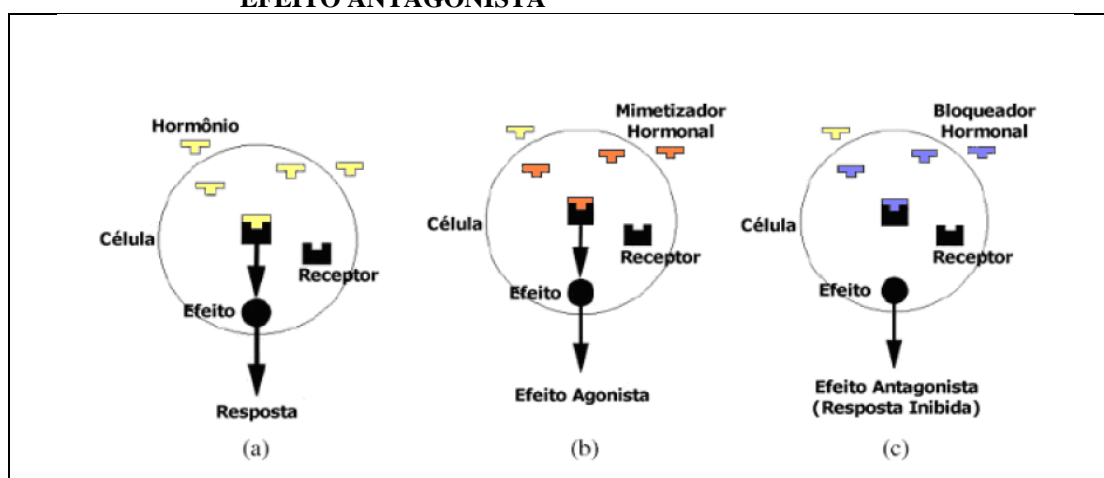 EFEITO ANTAGONISTA
Hormônio
Célula
Receptor
Efeito
Resposta
(a)
Mimetizador
Hormonal
Célula
Receptor
Efeito
Efeito Agonista
(b)
Bloqueador
Hormonal
Célula
Receptor
Efeito
Efeito Antagonista
(Resposta Inibida)
(c)